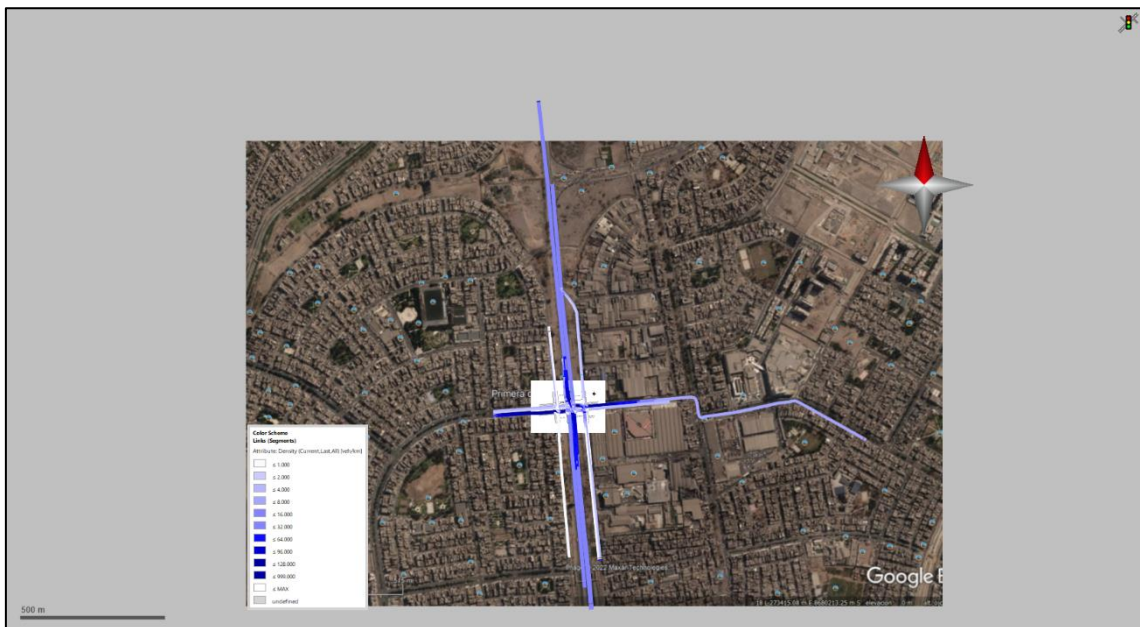 Primera d
Color Scheme
Links (Segments)
Attribute: Density [Current,Last,All] [veh/km]
≤ 1.000
≤ 2.000
≤ 4.000
≤ 8.000
≤ 16.000
≤ 32.000
≤ 64.000
≤ 96.000
≤ 128.000
≤ 999.000
≤ MAX
undefined
2022 Maxar Technologies
Google E
500 m